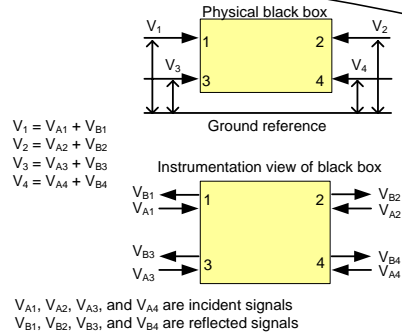 Physical black box
V1
V2
1 2
V3
V4
3 4
V1 = VA1 + VB1
V2 = VA2 + VB2
V3 = VA3 + VB3
V4 = VA4 + VB4
Ground reference
Instrumentation view of black box
VB1
VA1
1 2
VB2
VA2
VB3
VA3
3 4
VB4
VA4
VA1, VA2, VA3, and VA4 are incident signals
VB1, VB2, VB3, and VB4 are reflected signals